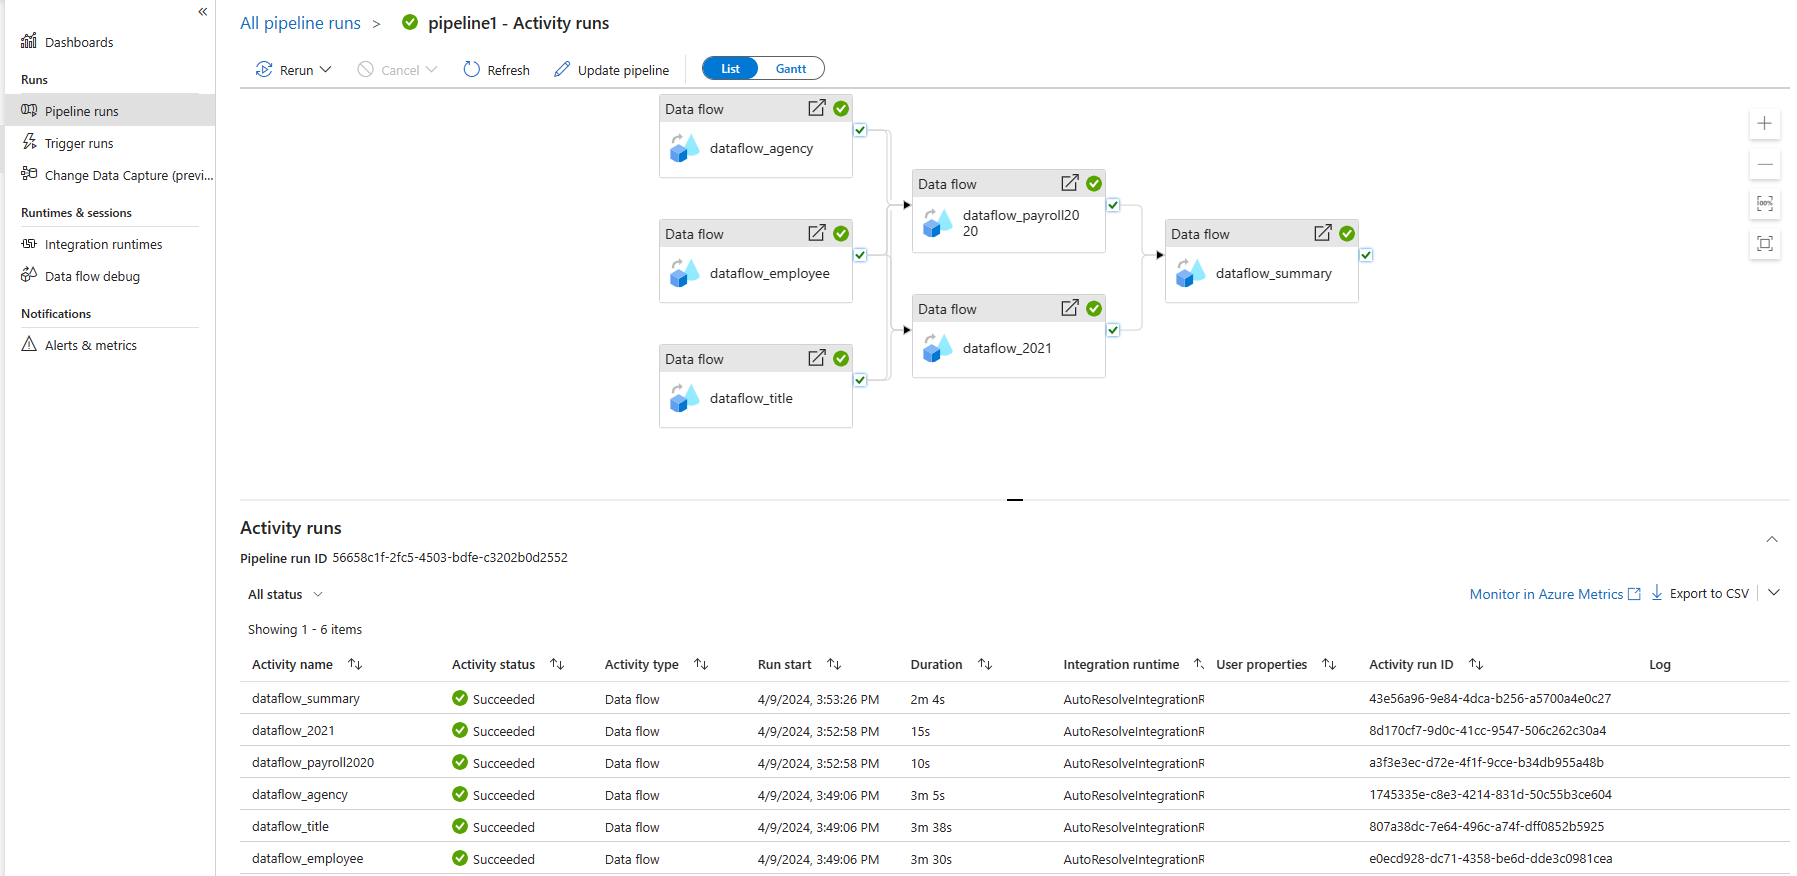 «
Dashboards
Runs
Pipeline runs
Trigger runs
Change Data Capture (previ...
Runtimes & sessions
Integration runtimes
Data flow debug
Notifications
Alerts & metrics
All pipeline runs > pipeline1 - Activity runs
Rerun Cancel Refresh Update pipeline List Gantt
Data flow
dataflow_agency
Data flow
dataflow_employee
Data flow
dataflow_title
Data flow
dataflow_payroll20
20
Data flow
dataflow_2021
Data flow
dataflow_summary
100%
Activity runs
Pipeline run ID 56658c1f-2fc5-4503-bdfe-c3202b0d2552
All status Monitor in Azure Metrics Export to CSV
Showing 1 - 6 items
Activity name Activity status Activity type Run start Duration Integration runtime User properties Activity run ID Log
dataflow_summary Succeeded Data flow 4/9/2024, 3:53:26 PM 2m 4s AutoResolveIntegrationR 43e56a96-9e84-4dca-b256-a5700a4e0c27
dataflow_2021 Succeeded Data flow 4/9/2024, 3:52:58 PM 15s AutoResolveIntegrationR 8d170cf7-9d0c-41cc-9547-506c262c30a4
dataflow_payroll2020 Succeeded Data flow 4/9/2024, 3:52:58 PM 10s AutoResolveIntegrationR a3f3e3ec-d72e-4f1f-9cce-b34db955a48b
dataflow_agency Succeeded Data flow 4/9/2024, 3:49:06 PM 3m 5s AutoResolveIntegrationR 1745335e-c8e3-4214-831d-50c55b3ce604
dataflow_title Succeeded Data flow 4/9/2024, 3:49:06 PM 3m 38s AutoResolveIntegrationR 807a38dc-7e64-496c-a74f-dff0852b5925
dataflow_employee Succeeded Data flow 4/9/2024, 3:49:06 PM 3m 30s AutoResolveIntegrationR e0ecd928-dc71-4358-be6d-dde3c0981cea